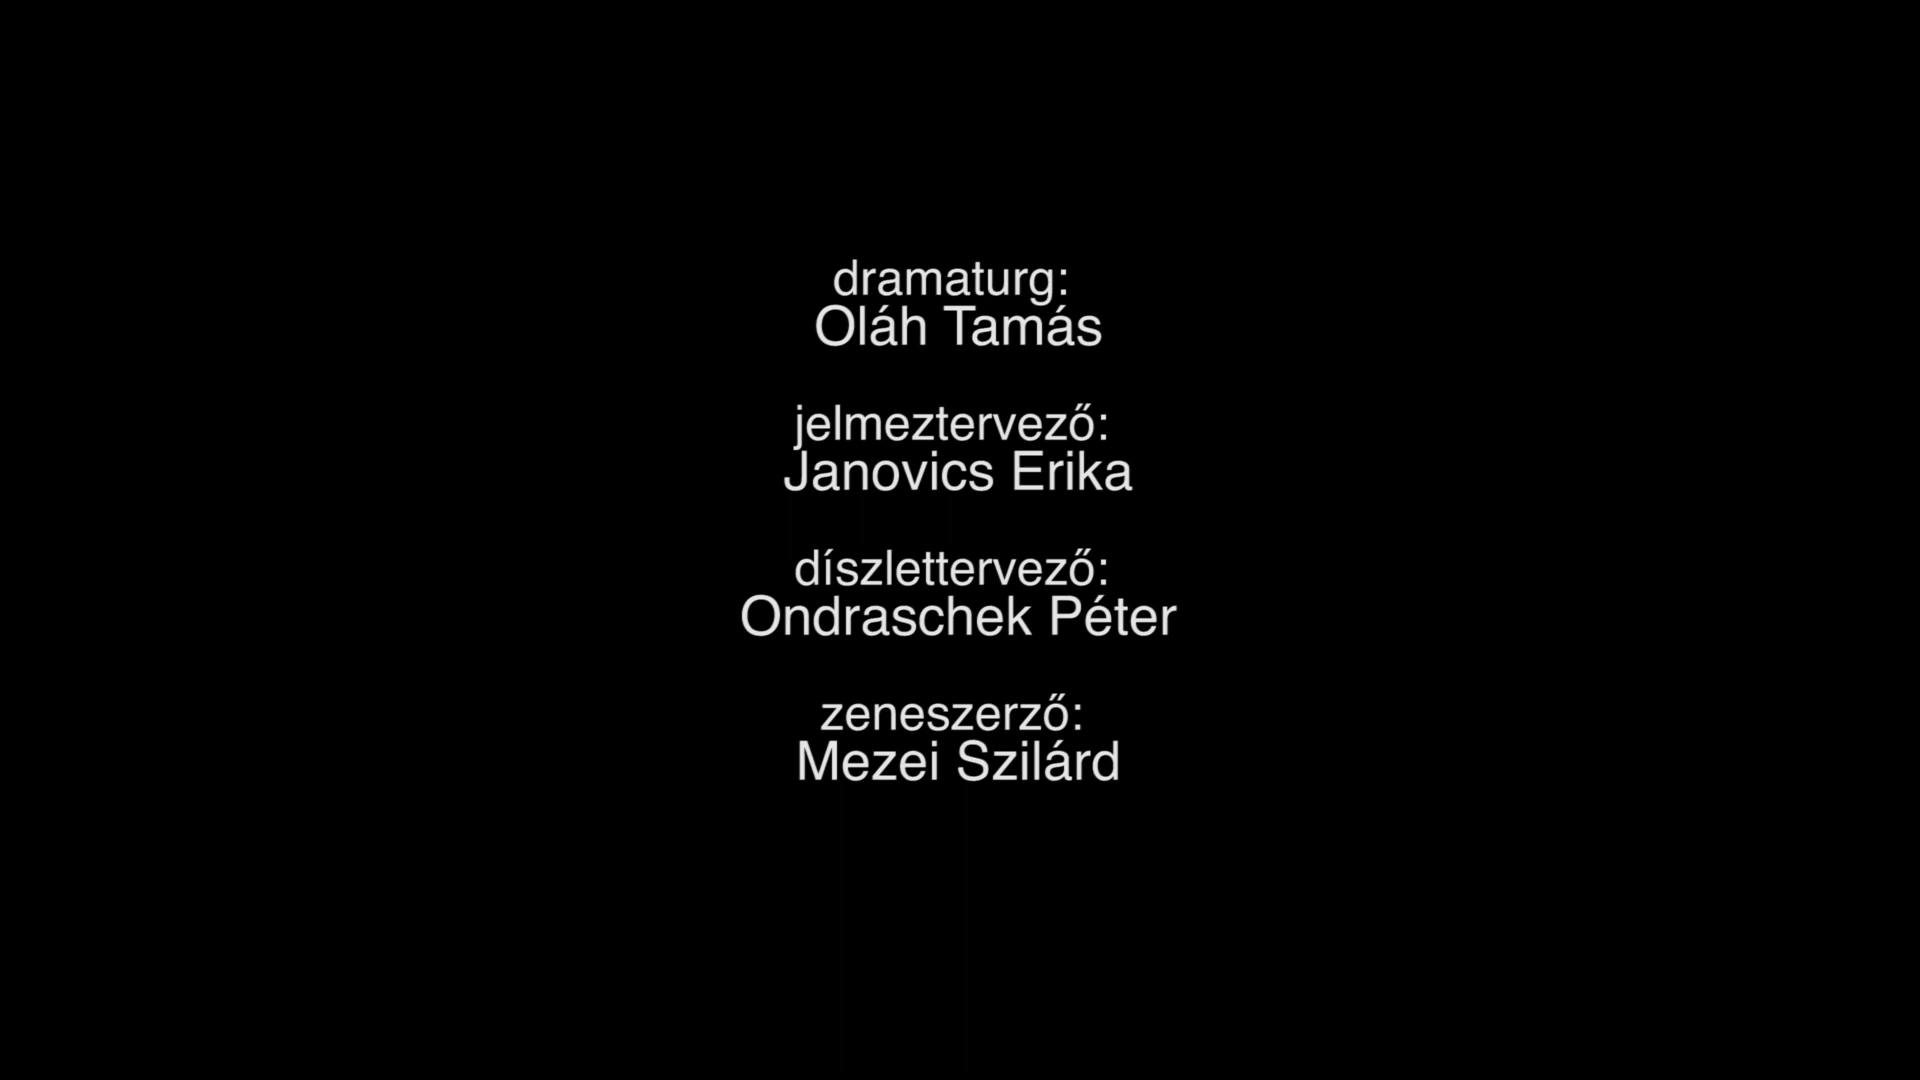 dramaturg:
Oláh Tamás
jelmeztervező:
Janovics Erika
díszlettervező:
Ondraschek Péter
zeneszerző:
Mezei Szilárd